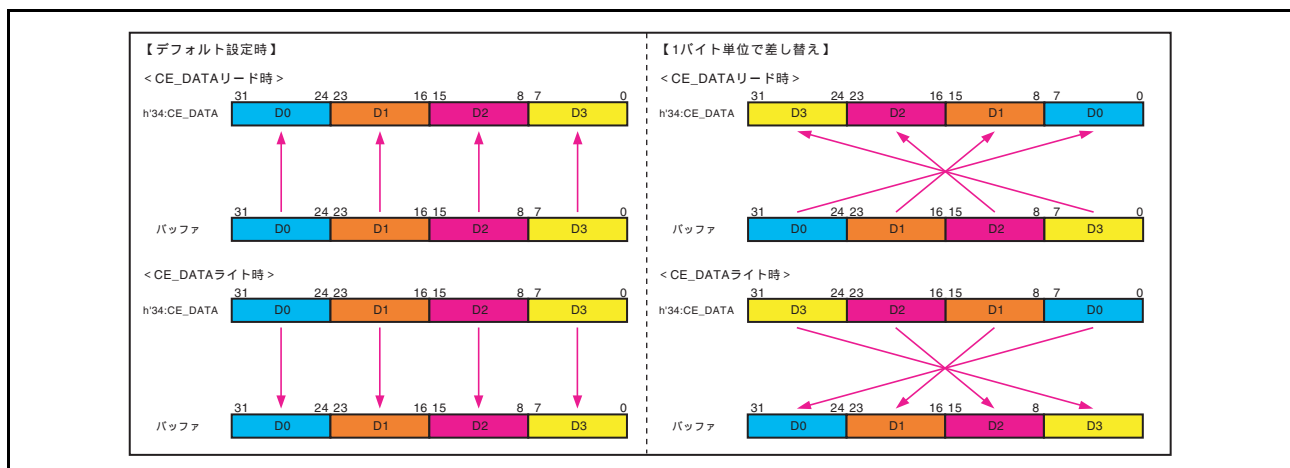 【デフォルト設定時】
<CE_DATAリード時>
31 24 23 16 15 8 7 0
h'34:CE_DATA D0 D1 D2 D3
31 24 23 16 15 8 7 0
バッファ D0 D1 D2 D3
<CE_DATAライト時>
31 24 23 16 15 8 7 0
h'34:CE_DATA D0 D1 D2 D3
31 24 23 16 15 8 7 0
バッファ D0 D1 D2 D3
【1バイト単位で差し替え】
<CE_DATAリード時>
31 24 23 16 15 8 7 0
h'34:CE_DATA D3 D2 D1 D0
31 24 23 16 15 8 7 0
バッファ D0 D1 D2 D3
<CE_DATAライト時>
31 24 23 16 15 8 7 0
h'34:CE_DATA D3 D2 D1 D0
31 24 23 16 15 8 0
バッファ D0 D1 D2 D3